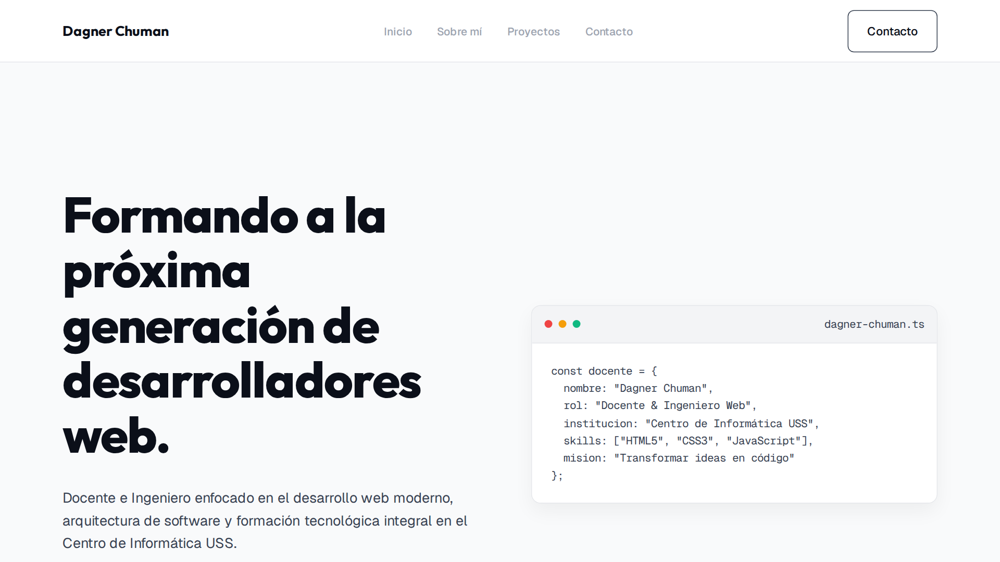 Dagner Chuman
Inicio
Sobre mí
Proyectos
Contacto
Contacto
Formando a la
próxima
generación de
desarrolladores
web.
Docente e Ingeniero enfocado en el desarrollo web moderno,
arquitectura de software y formación tecnológica integral en el
Centro de Informática USS.
dagner-chuman.ts
const docente = {
  nombre: "Dagner Chuman",
  rol: "Docente & Ingeniero Web",
  institucion: "Centro de Informática USS",
  skills: ["HTML5", "CSS3", "JavaScript"],
  mision: "Transformar ideas en código"
};